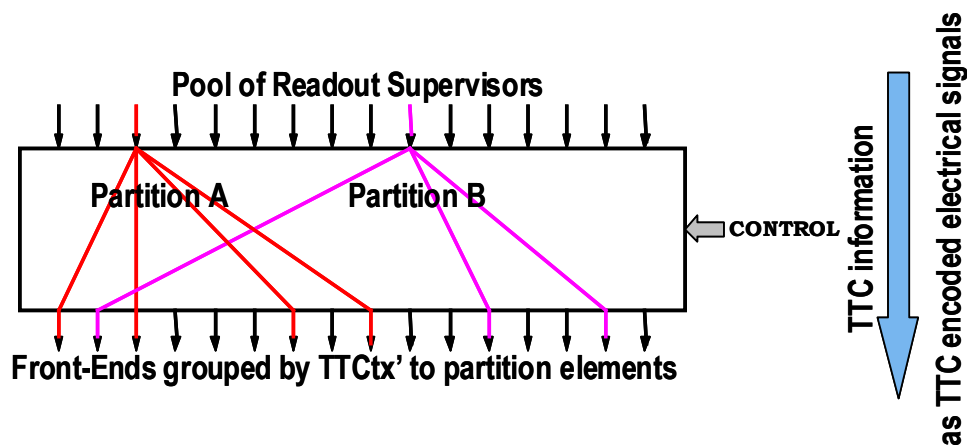 Pool of Readout Supervisors
Partition A
Partition B
CONTROL
Front-Ends grouped by TTCtx' to partition elements
TTC information
as TTC encoded electrical signals